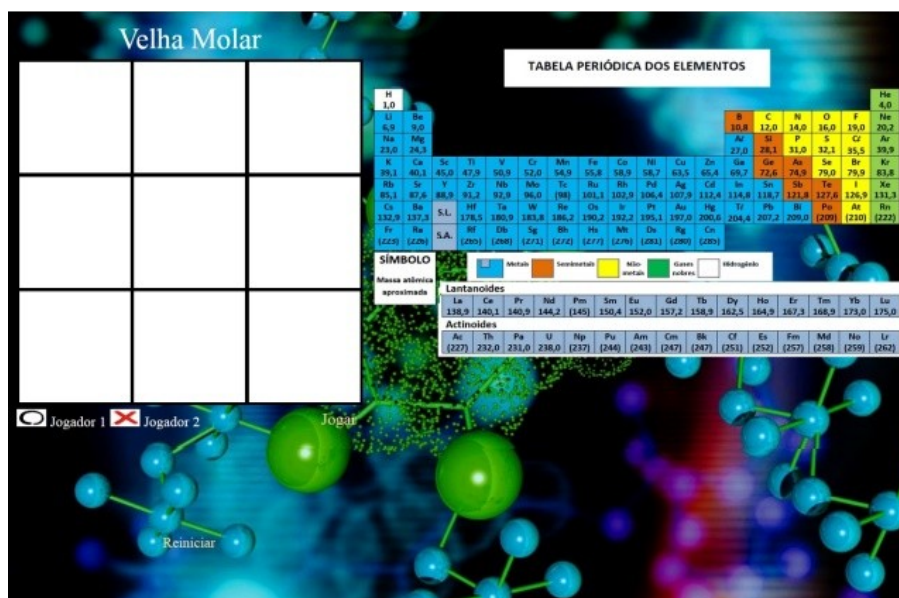 Velha Molar
TABELA PERIÓDICA DOS ELEMENTOS
H He
1,0 4,0
Li Be B C N O F Ne
6,9 9,0 10,8 12,0 14,0 16,0 19,0 20,2
Na Mg Al Si P S Cl Ar
23,0 24,3 27,0 28,1 31,0 32,1 35,5 39,9
K Ca Sc Ti V Cr Mn Fe Co Ni Cu Zn Ga Ge As Se Br Kr
39,1 40,1 45,0 47,9 50,9 52,0 54,9 55,8 58,9 58,7 63,5 65,4 69,7 72,6 74,9 79,0 79,9 83,8
Rb Sr Y Zr Nb Mo Tc Ru Rh Pd Ag Cd In Sn Sb Te I Xe
85,1 87,6 88,9 91,2 92,9 96,0 (98) 101,1 102,9 106,4 107,9 112,4 114,8 118,7 121,8 127,6 126,9 131,3
Cs Ba S.L. Hf Ta W Re Os Ir Pt Au Hg Tl Pb Bi Po At Rn
132,9 137,3 178,5 180,9 183,8 186,2 190,2 192,2 195,1 197,0 200,6 204,4 207,2 209,0 (209) (210) (222)
Fr Ra S.A. Rf Db Sg Bh Hs Mt Ds Rg Cn
(223) (226) (265) (268) (271) (272) (277) (276) (281) (280) (285)
SÍMBOLO
Massa atômica
aproximada
Metais Semimetais Não-metais Gases nobres Hidrogênio
Lantanoides
La Ce Pr Nd Pm Sm Eu Gd Tb Dy Ho Er Tm Yb Lu
138,9 140,1 140,9 144,2 (145) 150,4 152,0 157,2 158,9 162,5 164,9 167,3 168,9 173,0 175,0
Actinoides
Ac Th Pa U Np Pu Am Cm Bk Cf Es Fm Md No Lr
(227) 232,0 231,0 238,0 (237) (244) (243) (247) (247) (251) (252) (257) (258) (259) (262)
Jogador 1 Jogador 2 Jogar
Reiniciar